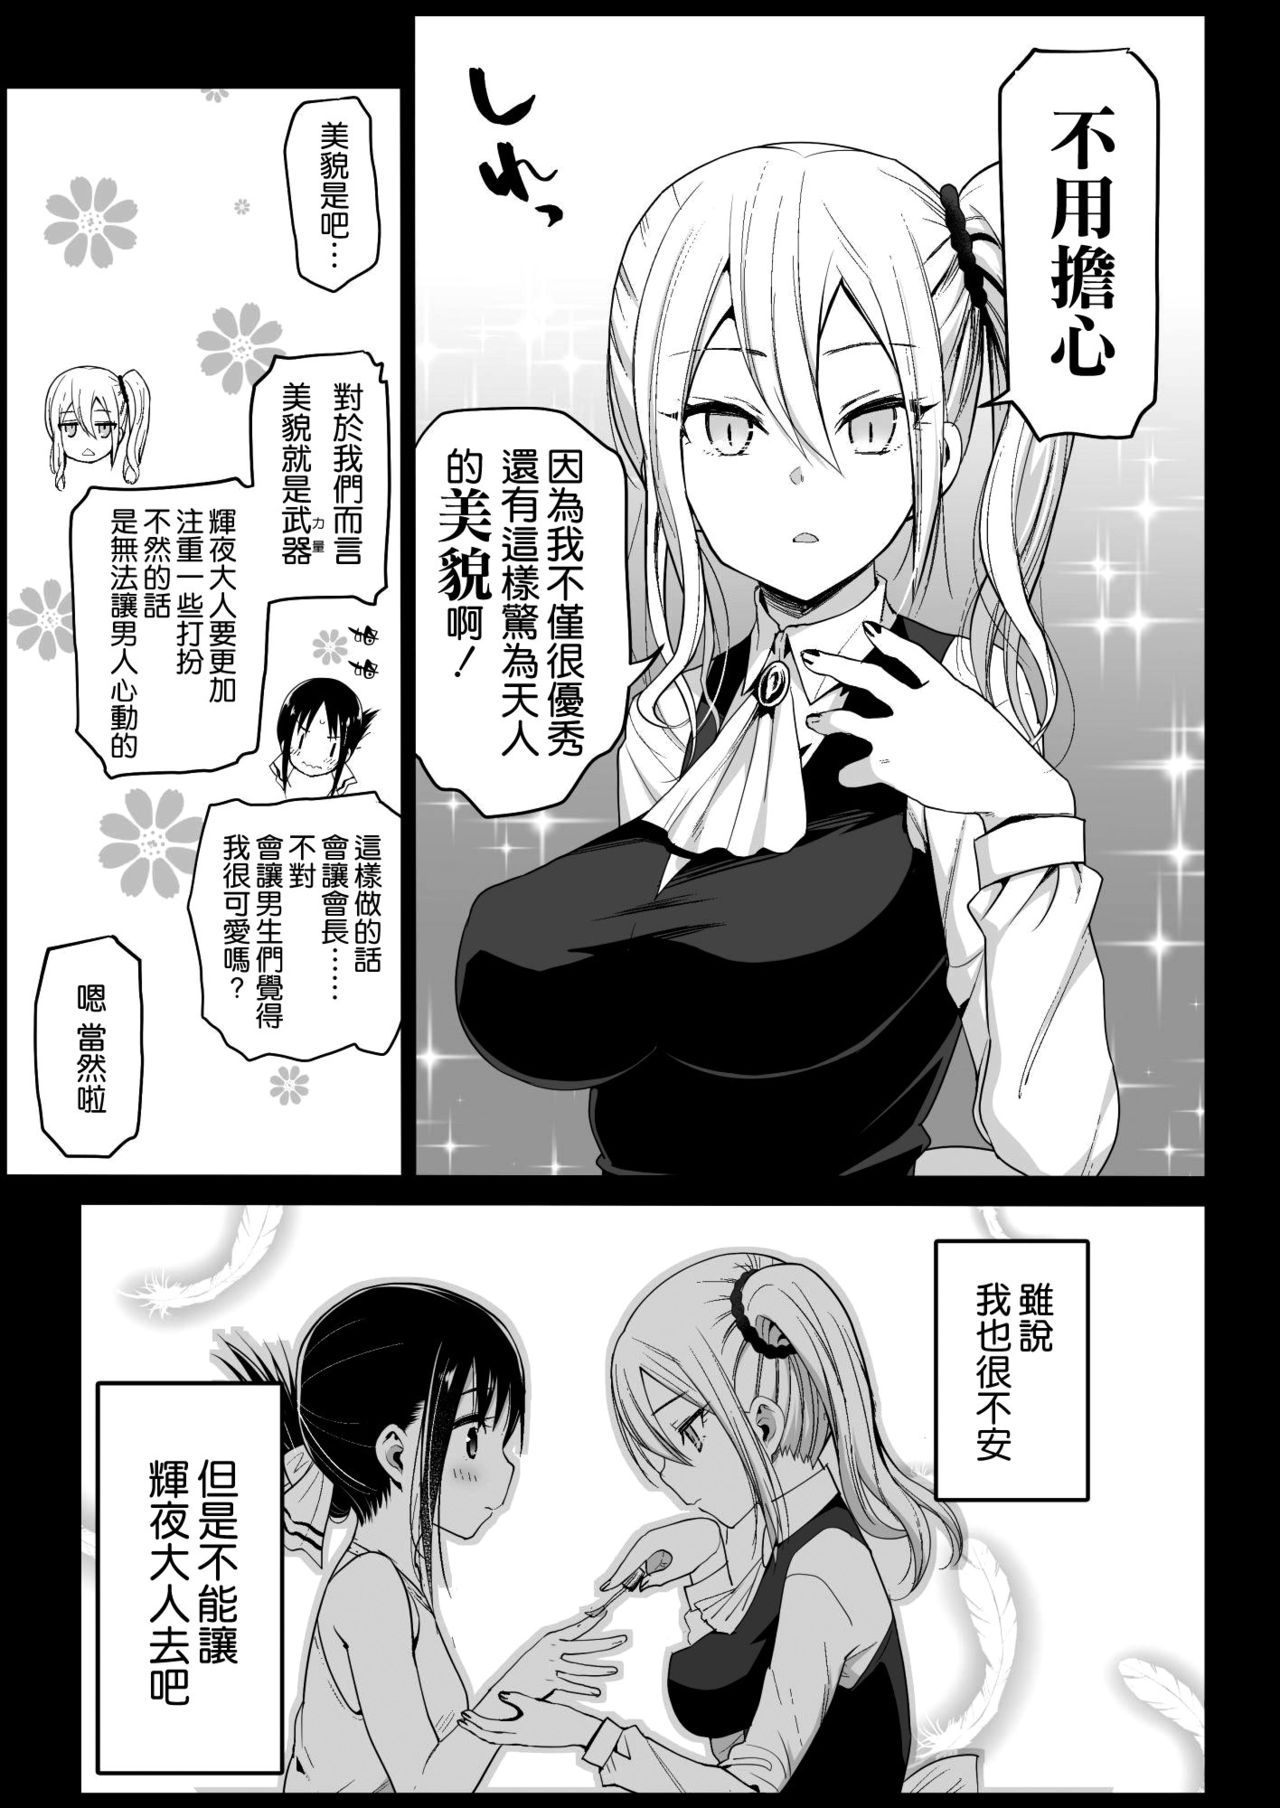 不用擔心
しれっ
因為我不僅很優秀
還有這樣驚為天人
的美貌啊！
美貌是吧…
對於我們而言
美貌就是武器
力量
輝夜大人要更加
注重一些打扮
不然的話
是無法讓男人心動的
這樣做的話
會讓會長……
不對
會讓男生們覺得
我很可愛嗎？
嗯 當然啦
雖說
我也很不安
但是不能讓
輝夜大人去吧